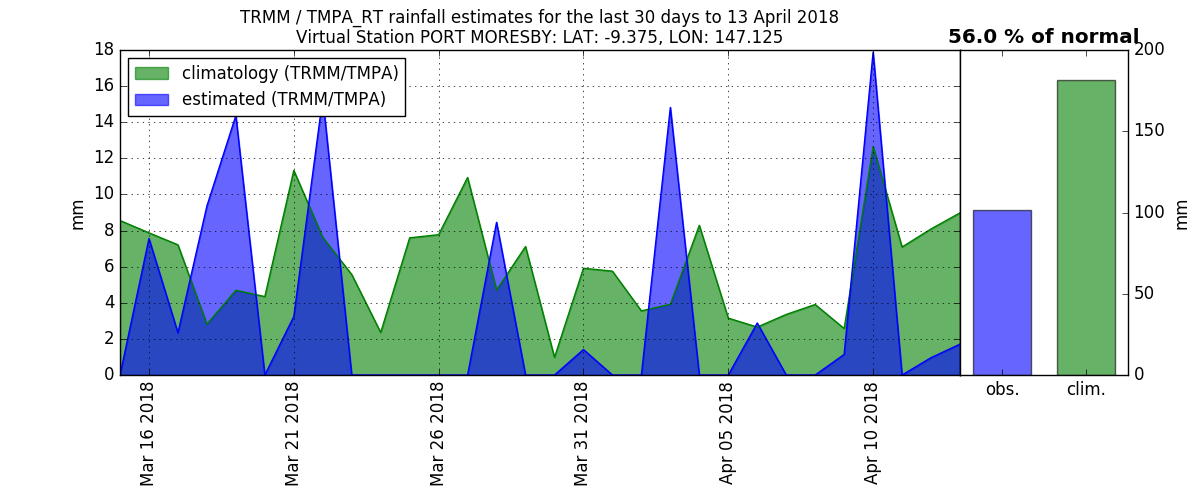 TRMM / TMPA_RT rainfall estimates for the last 30 days to 13 April 2018
Virtual Station PORT MORESBY: LAT: -9.375, LON: 147.125
56.0 % of normal
climatology (TRMM/TMPA)
estimated (TRMM/TMPA)
18
16
14
12
10
8
6
4
2
0
mm
Mar 16 2018
Mar 21 2018
Mar 26 2018
Mar 31 2018
Apr 05 2018
Apr 10 2018
obs.
clim.
200
150
100
50
0
mm